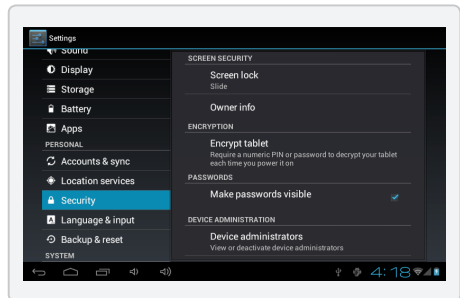 Settings
Sound
Display
Storage
Battery
Apps
PERSONAL
Accounts & sync
Location services
Security
Language & input
Backup & reset
SYSTEM
SCREEN SECURITY
Screen lock
Slide
Owner info
ENCRYPTION
Encrypt tablet
Require a numeric PIN or password to decrypt your tablet
each time you power it on
PASSWORDS
Make passwords visible
DEVICE ADMINISTRATION
Device administrators
View or deactivate device administrators
4:18